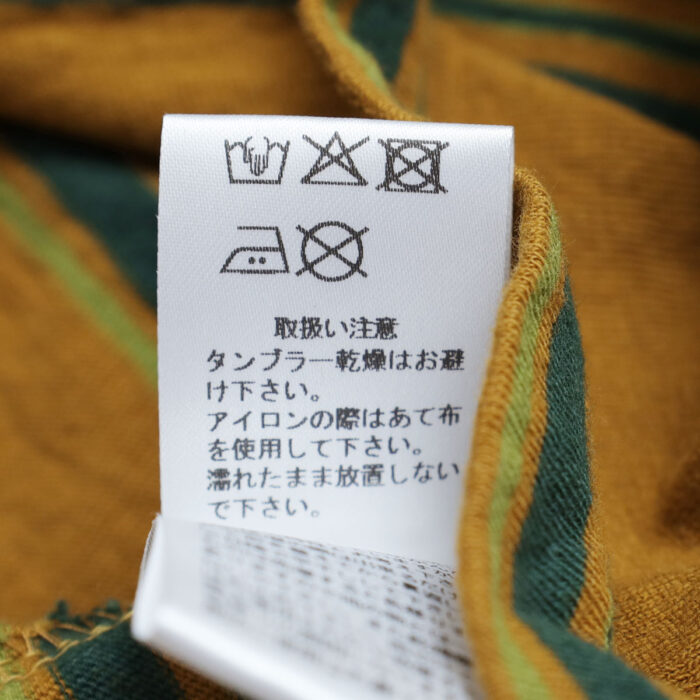 取扱い注意
タンブラー乾燥はお避
け下さい。
アイロンの際はあて布
を使用して下さい。
濡れたまま放置しない
で下さい。